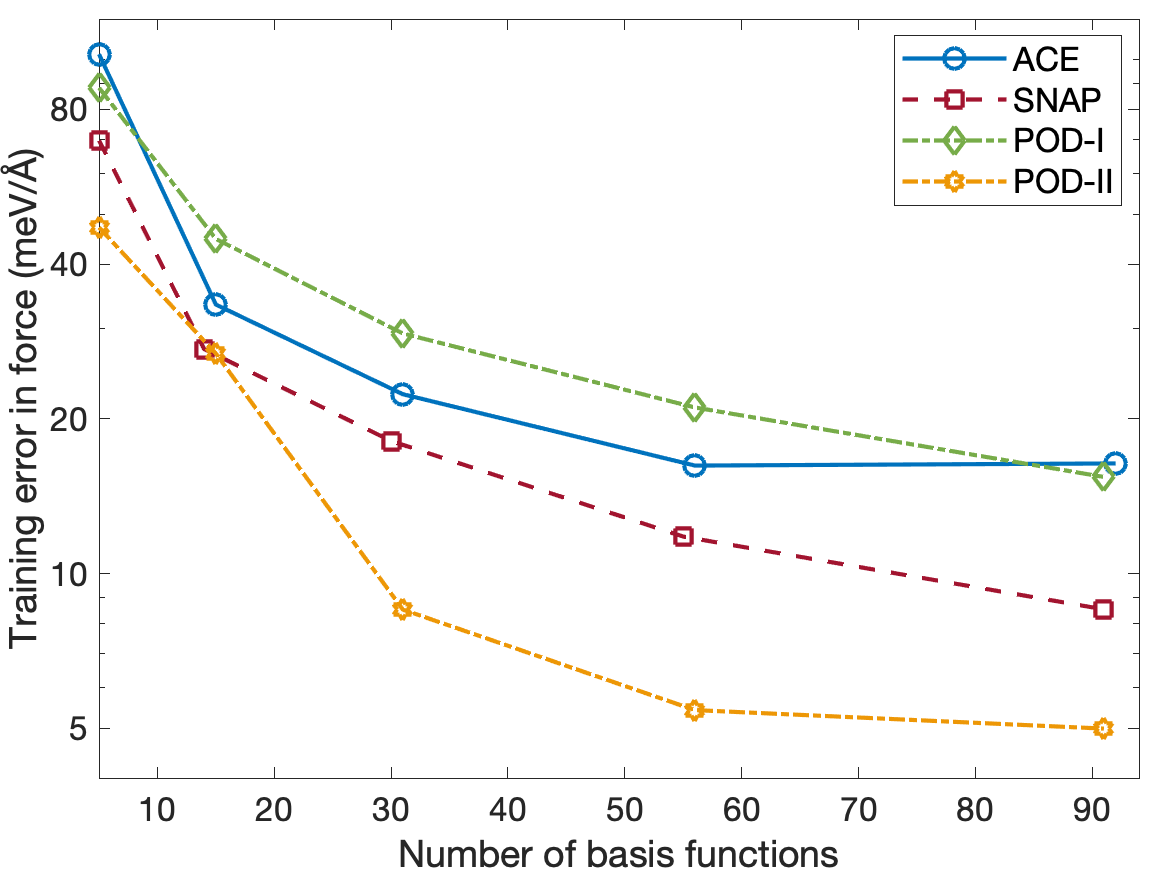 ACE
SNAP
POD-I
POD-II
80
40
20
10
5
Training error in force (meV/Å)
10 20 30 40 50 60 70 80 90
Number of basis functions